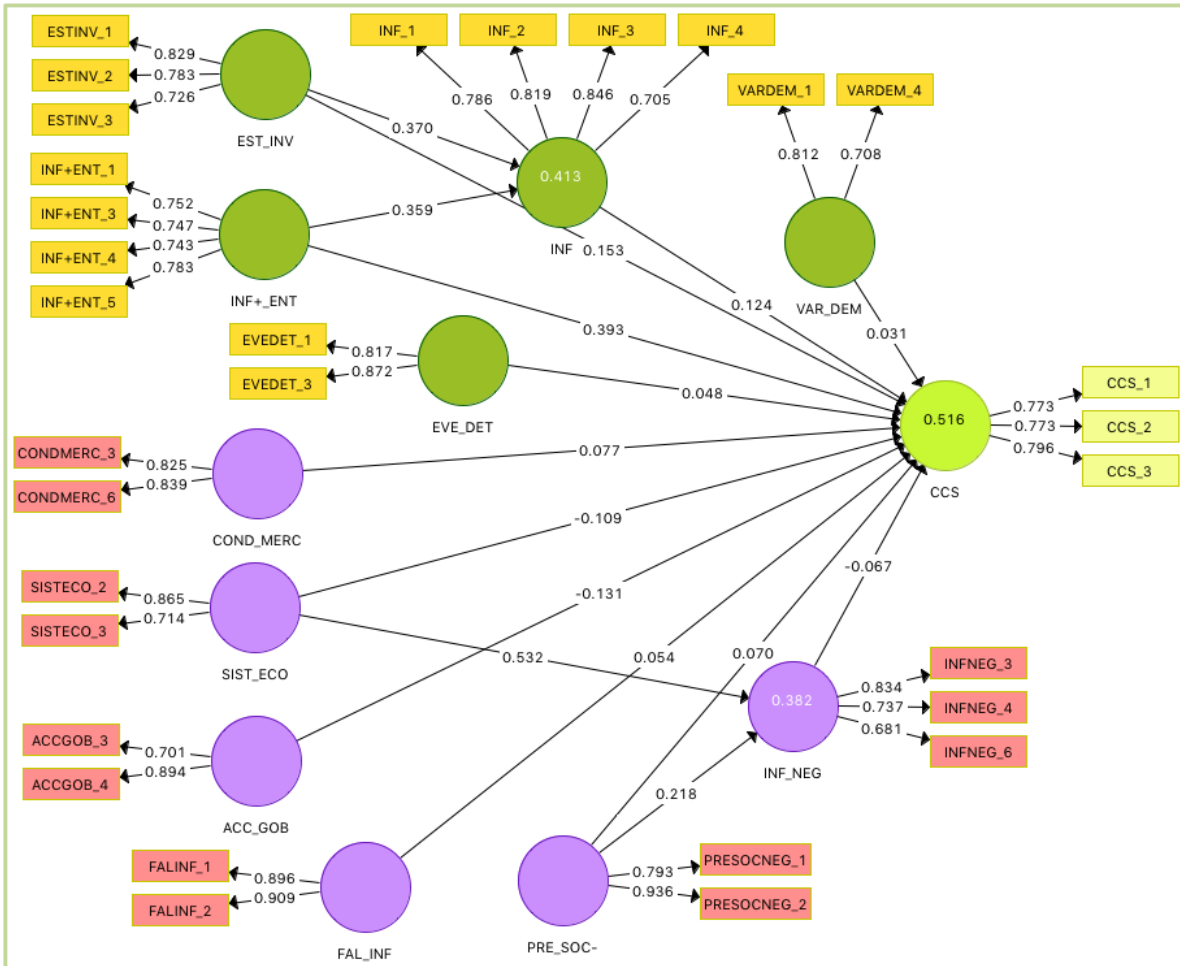 ESTINV_1
ESTINV_2
ESTINV_3
0.829
0.783
0.726
EST_INV
INF_1
INF_2
INF_3
INF_4
0.786
0.819
0.846
0.705
0.413
INF
VARDEM_1
VARDEM_4
0.812
0.708
VAR_DEM
0.370
0.359
0.153
0.124
0.031
INF+ENT_1
INF+ENT_3
INF+ENT_4
INF+ENT_5
0.752
0.747
0.743
0.783
INF+_ENT
0.393
EVEDET_1
EVEDET_3
0.817
0.872
EVE_DET
0.048
0.516
CCS
0.773
0.773
0.796
CCS_1
CCS_2
CCS_3
CONDMERC_3
CONDMERC_6
0.825
0.839
COND_MERC
0.077
SISTECO_2
SISTECO_3
0.865
0.714
SIST_ECO
-0.109
0.532
-0.131
-0.067
0.054
0.070
ACCGOB_3
ACCGOB_4
0.701
0.894
ACC_GOB
0.382
INF_NEG
0.834
0.737
0.681
INFNEG_3
INFNEG_4
INFNEG_6
0.218
FALINF_1
FALINF_2
0.896
0.909
FAL_INF
PRE_SOC-
0.793
0.936
PRESOCNEG_1
PRESOCNEG_2